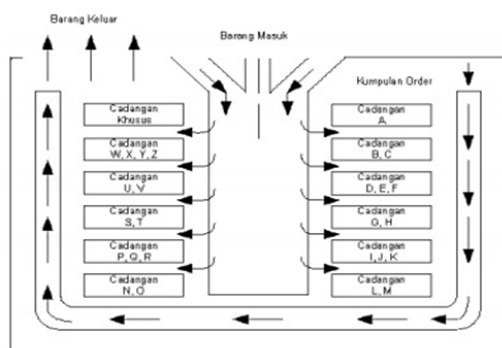 Barang Keluar
Barang Masuk
Kumpulan Order
Cadangan
Khusus
Cadangan
W, X, Y, Z
Cadangan
U, V
Cadangan
S, T
Cadangan
P, Q, R
Cadangan
N, O
Cadangan
A
Cadangan
B, C
Cadangan
D, E, F
Cadangan
G, H
Cadangan
I, J, K
Cadangan
L, M